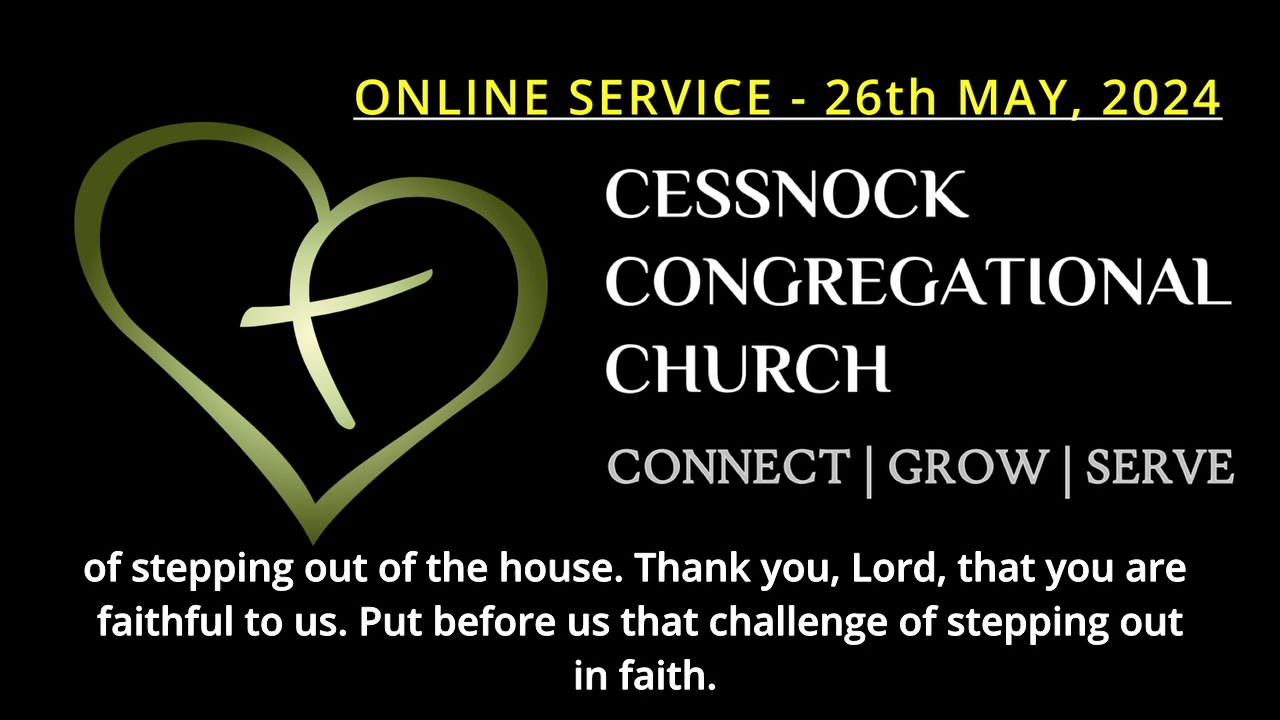 ONLINE SERVICE - 26th MAY, 2024
CESSNOCK
CONGREGATIONAL
CHURCH
CONNECT | GROW | SERVE
of stepping out of the house. Thank you, Lord, that you are
faithful to us. Put before us that challenge of stepping out
in faith.